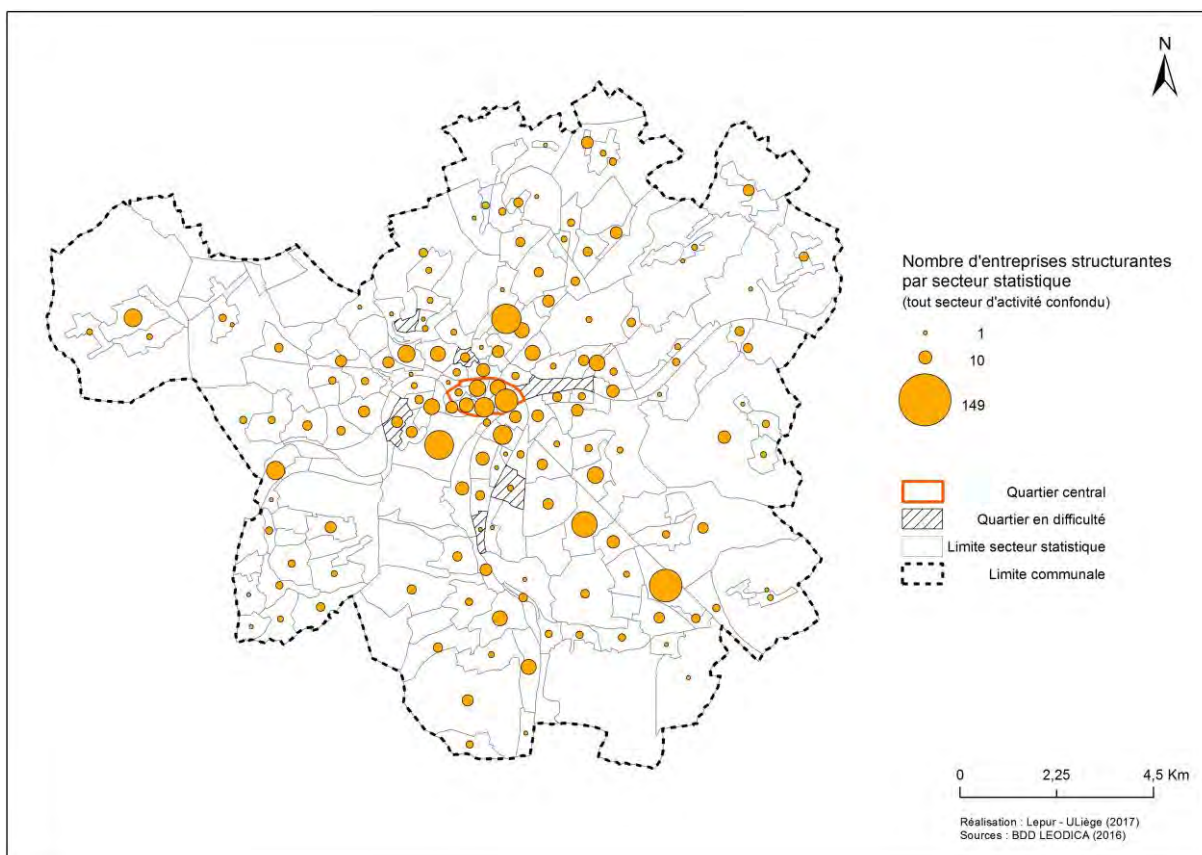 N
Nombre d'entreprises structurantes
par secteur statistique
(tout secteur d'activité confondu)
1
10
149
Quartier central
Quartier en difficulté
Limite secteur statistique
Limite communale
0 2,25 4,5 Km
Réalisation : Lepur - ULiège (2017)
Sources : BDD LEODICA (2016)